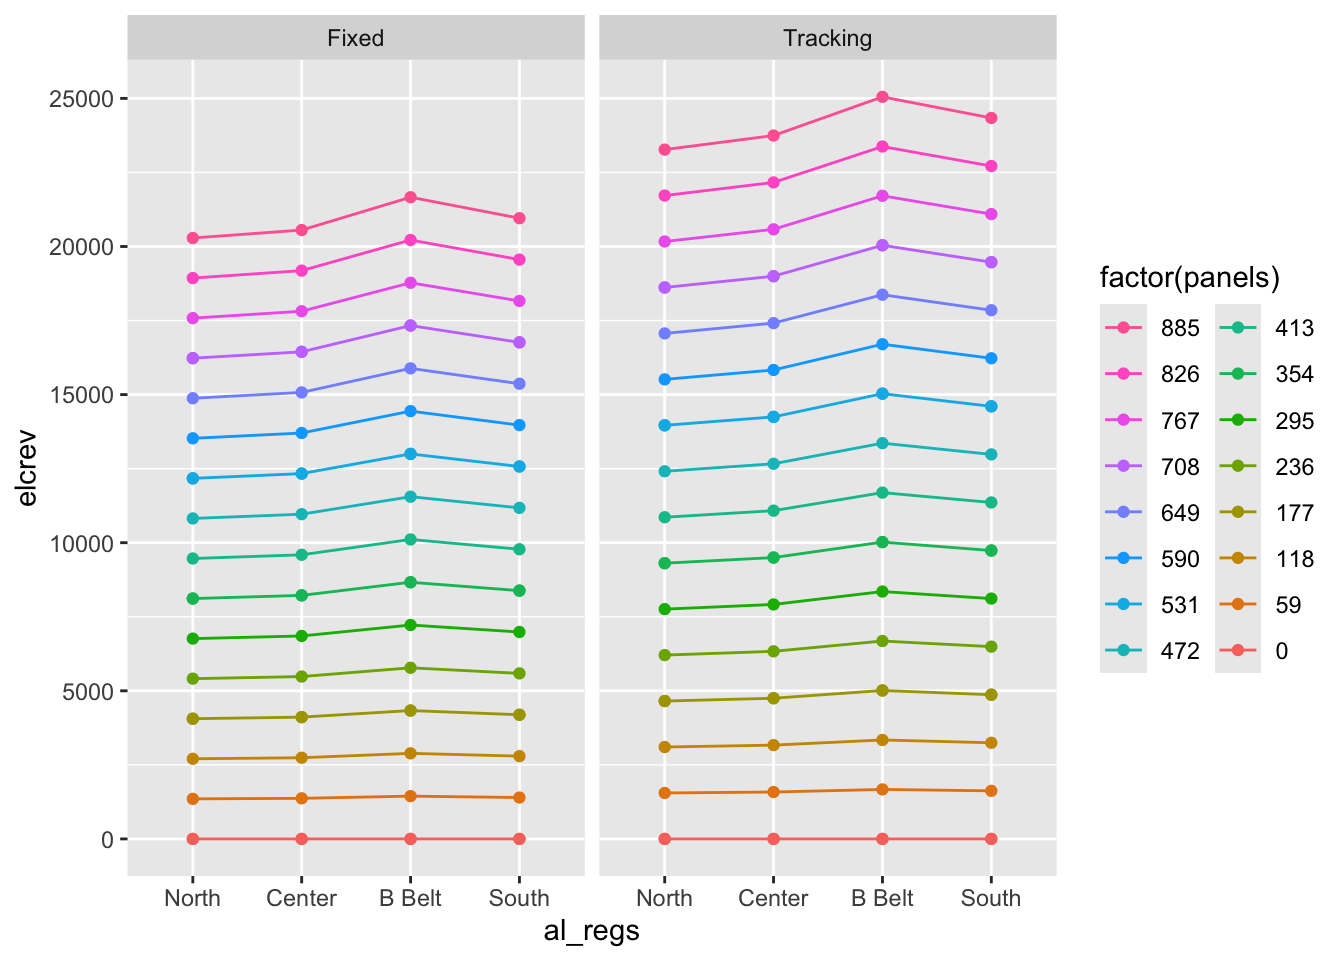 Fixed
Tracking
25000
20000
15000
10000
5000
0
elcrev
North Center B Belt South
North Center B Belt South
al_regs
factor(panels)
885 413
826 354
767 295
708 236
649 177
590 118
531 59
472 0